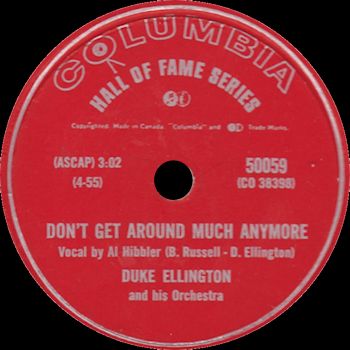 COLUMBIA
HALL OF FAME SERIES
Copyrighted. Made in Canada "Columbia" and Trade Marks.
(ASCAP) 3:02
50059
(4-55)
(CO 38398)
DON'T GET AROUND MUCH ANYMORE
Vocal by Al Hibbler (B. Russell - D. Ellington)
DUKE ELLINGTON
and his Orchestra